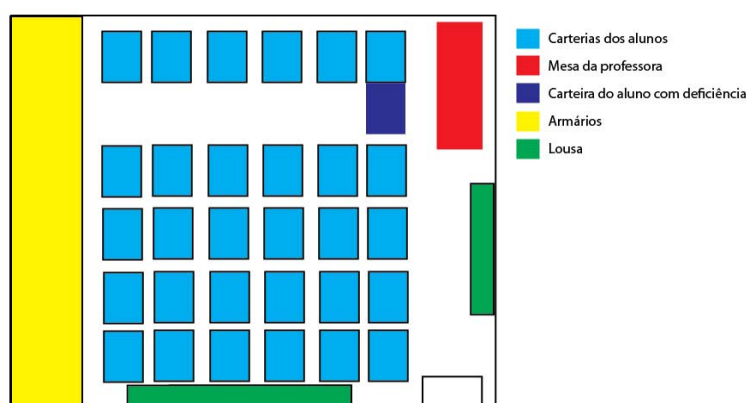 Carterias dos alunos
Mesa da professora
Carteira do aluno com deficiência
Armários
Lousa